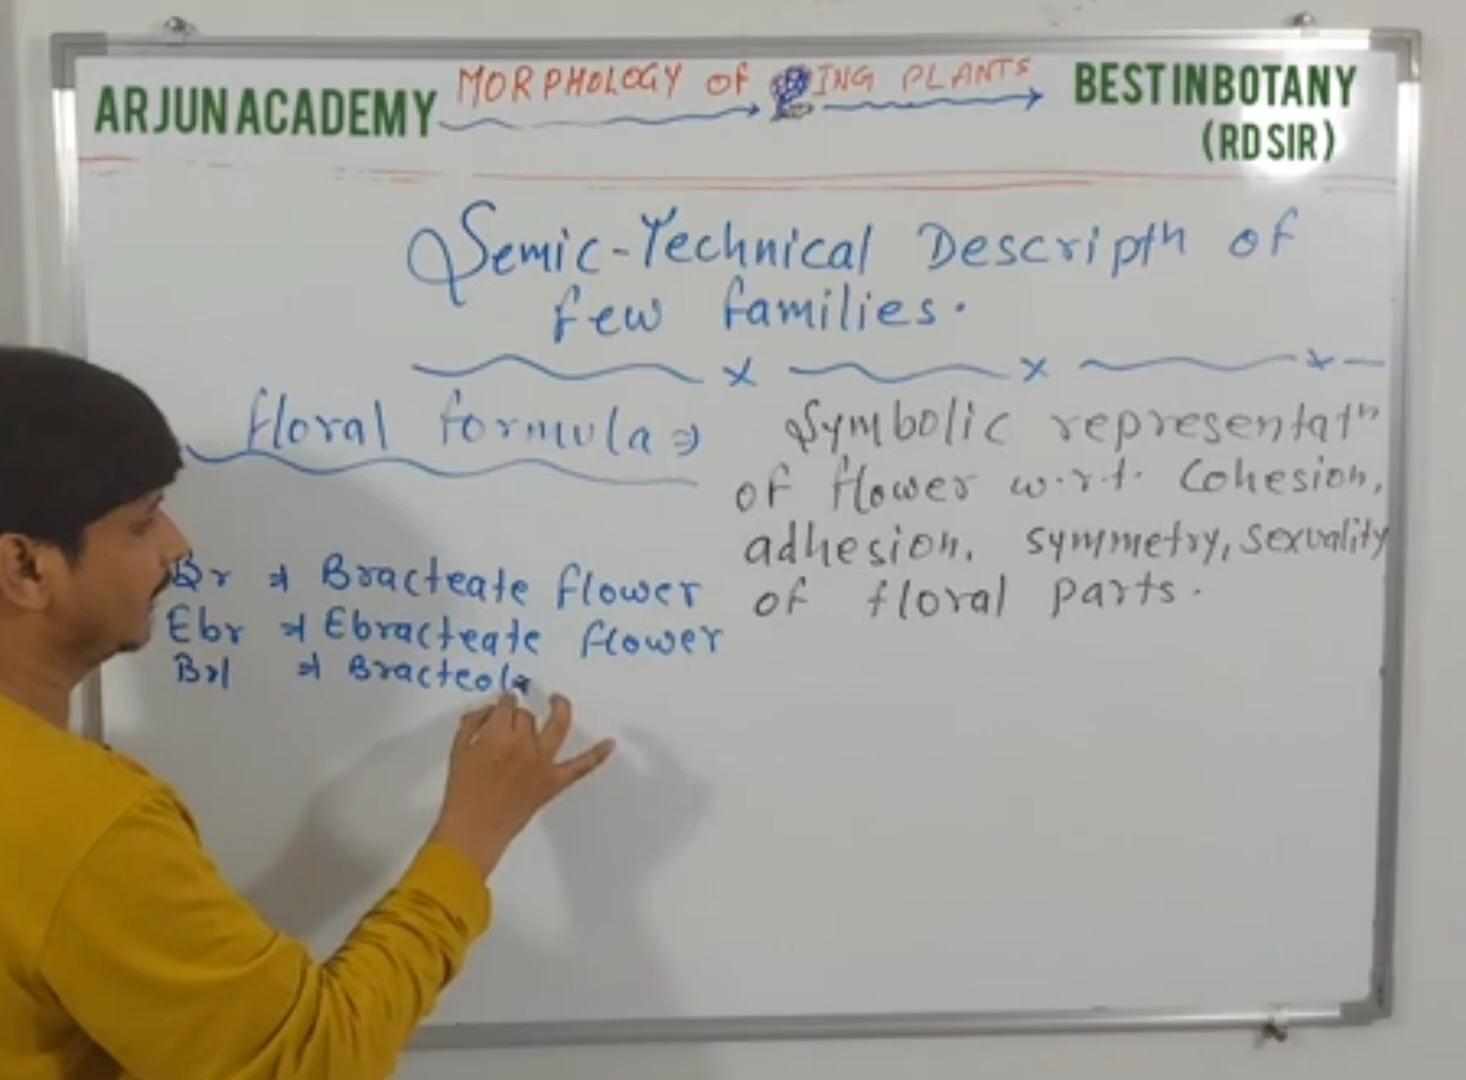 ARJUN ACADEMY
MORPHOLOGY OF ING PLANTS
BEST IN BOTANY
(RD SIR)
Semic-Technical Descripth of
few families.
floral formula ⇒
Symbolic representatn
of flower w.r.t. Cohesion,
adhesion, symmetry, sexuality
of floral parts.
Br ⇒ Bracteate flower
Ebr ⇒ Ebracteate flower
Brl ⇒ Bracteola